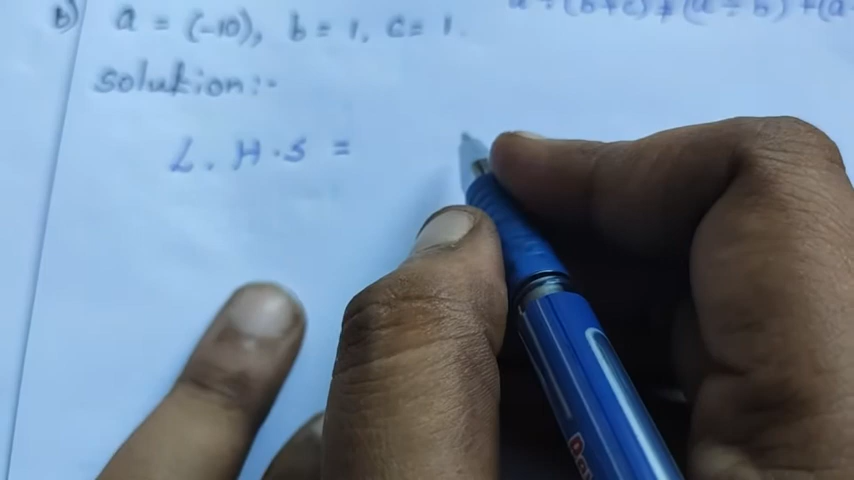 a ÷ (b + c) ≠ (a ÷ b) + (a
b) a = (-10), b = 1, c = 1.
solution:-
L.H.S =